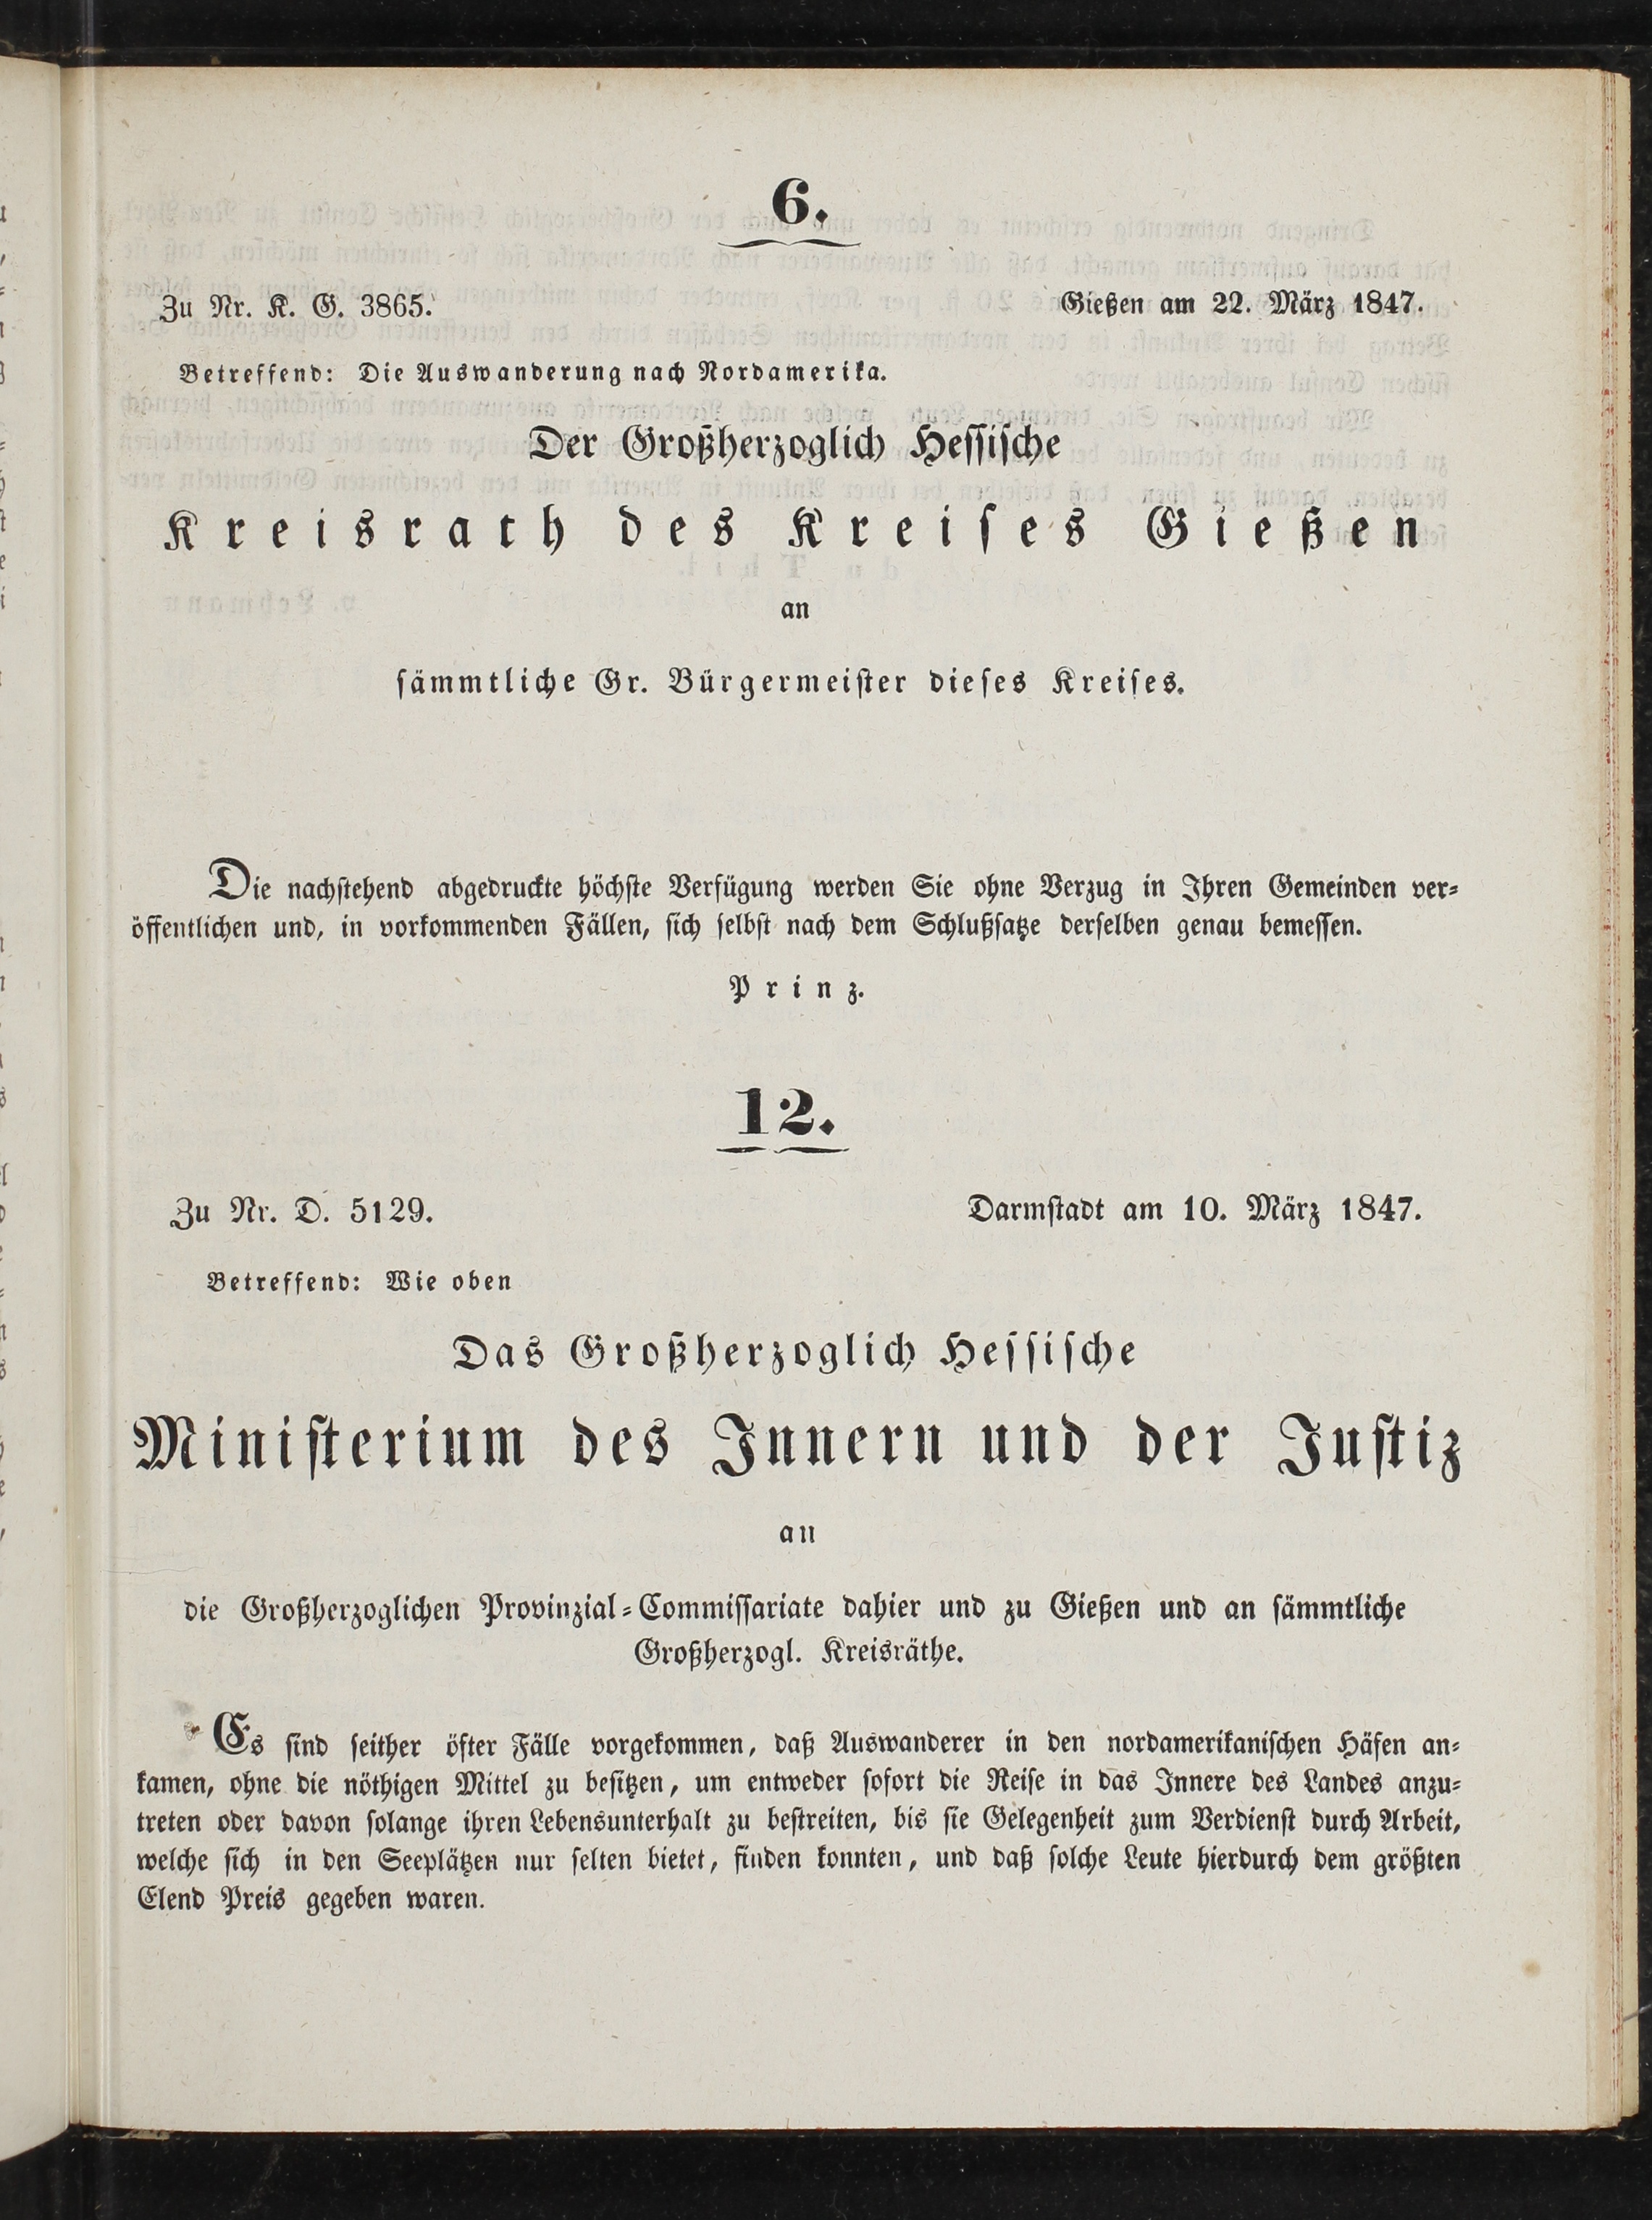 6.
Zu Nr. K. G. 3865.
Gießen am 22. März 1847.
Betreffend: Die Auswanderung nach Nordamerika.
Der Großherzoglich Hessische
Kreisrath des Kreises Gießen
an
sämmtliche Gr. Bürgermeister dieses Kreises.
Die nachstehend abgedruckte höchste Verfügung werden Sie ohne Verzug in Ihren Gemeinden ver-
öffentlichen und, in vorkommenden Fällen, sich selbst nach dem Schlußsatze derselben genau bemessen.
Prinz.
12.
Zu Nr. D. 5129.
Darmstadt am 10. März 1847.
Betreffend: Wie oben
Das Großherzoglich Hessische
Ministerium des Innern und der Justiz
an
die Großherzoglichen Provinzial-Commissariate dahier und zu Gießen und an sämmtliche
Großherzogl. Kreisräthe.
Es sind seither öfter Fälle vorgekommen, daß Auswanderer in den nordamerikanischen Häfen an-
kamen, ohne die nöthigen Mittel zu besitzen, um entweder sofort die Reise in das Innere des Landes anzu-
treten oder davon solange ihren Lebensunterhalt zu bestreiten, bis sie Gelegenheit zum Verdienst durch Arbeit,
welche sich in den Seeplätzen nur selten bietet, finden konnten, und daß solche Leute hierdurch dem größten
Elend Preis gegeben waren.